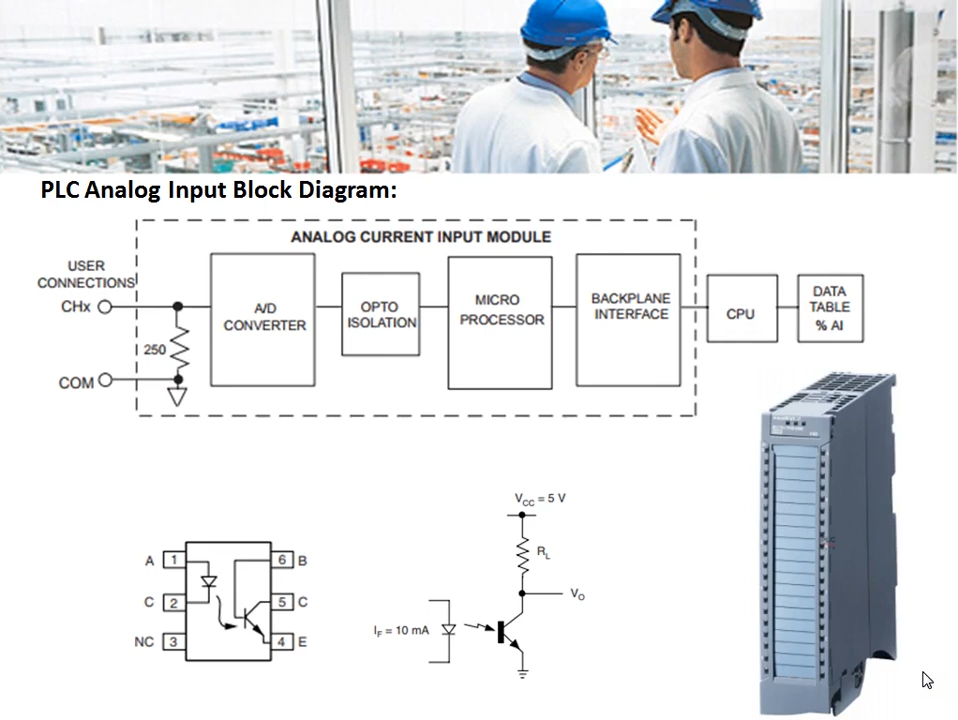 PLC Analog Input Block Diagram:
ANALOG CURRENT INPUT MODULE
USER
CONNECTIONS
CHx
250
COM
A/D
CONVERTER
OPTO
ISOLATION
MICRO
PROCESSOR
BACKPLANE
INTERFACE
CPU
DATA
TABLE
% AI
A 1
C 2
NC 3
6 B
5 C
4 E
VCC = 5 V
RL
VO
IF = 10 mA